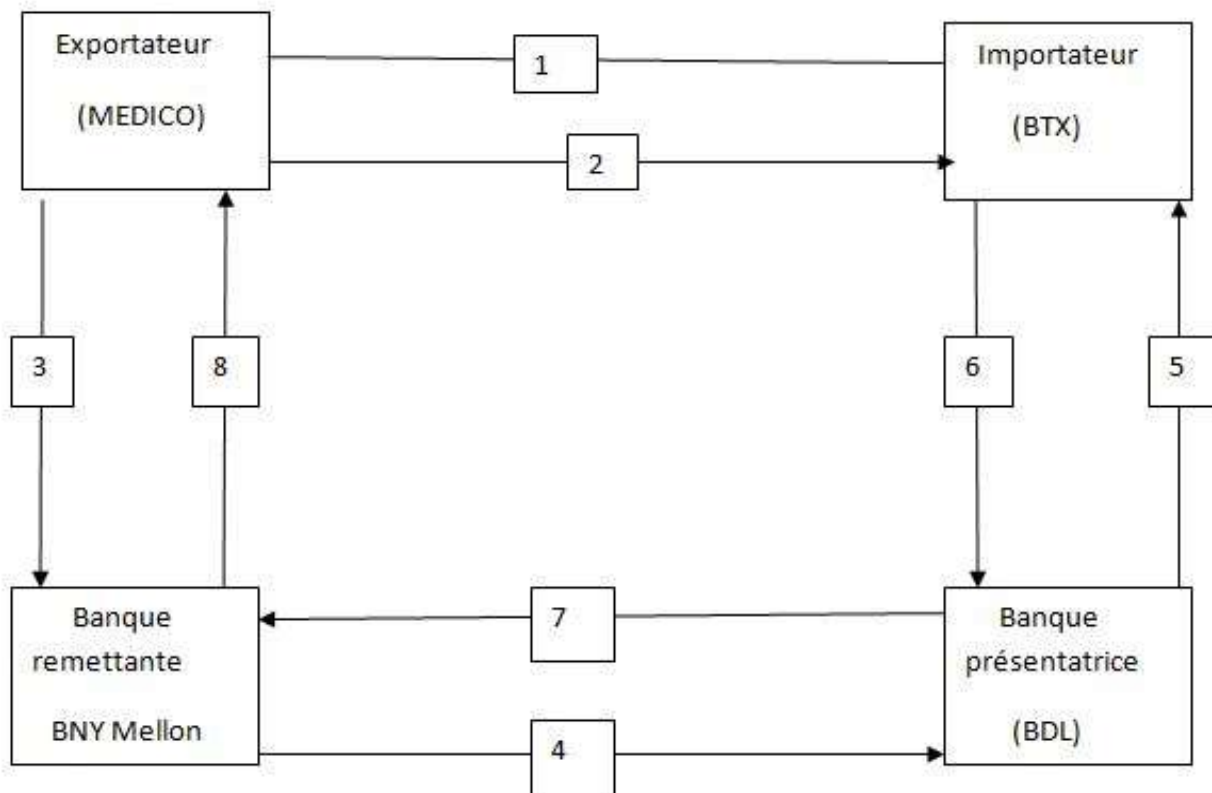 Exportateur
(MEDICO)
1
Importateur
(BTX)
2
3
8
6
5
Banque
remettante
BNY Mellon
7
Banque
présentatrice
(BDL)
4